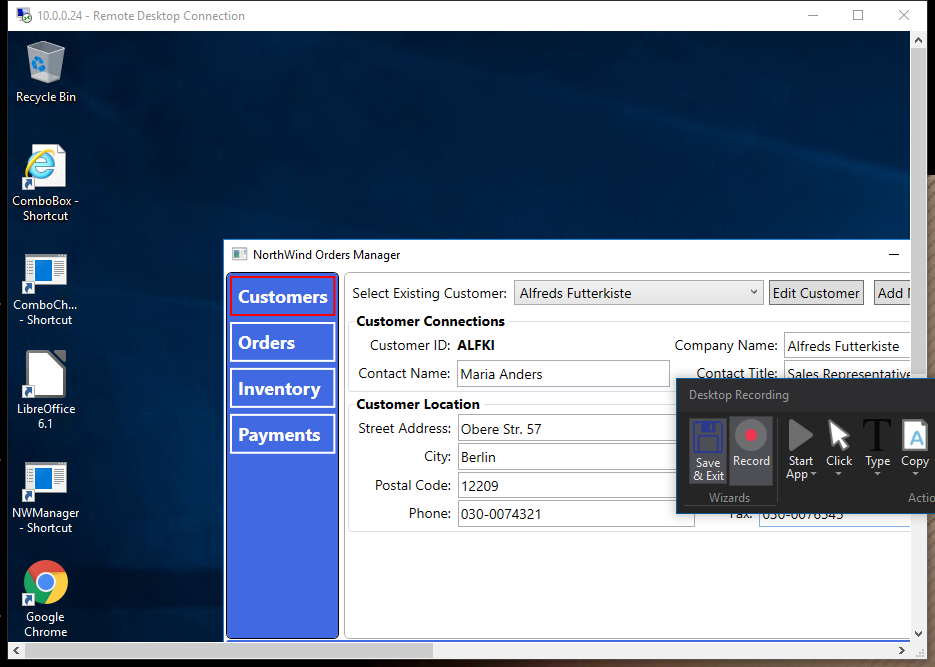 10.0.0.24 - Remote Desktop Connection
Recycle Bin
ComboBox -
Shortcut
ComboCh...
- Shortcut
LibreOffice
6.1
NWManager
- Shortcut
Google
Chrome
NorthWind Orders Manager
Customers
Orders
Inventory
Payments
Select Existing Customer: Alfreds Futterkiste Edit Customer Add
Customer Connections
Customer ID: ALFKI Company Name: Alfreds Futterkiste
Contact Name: Maria Anders Contact Title: Sales Representative
Customer Location
Street Address: Obere Str. 57
City: Berlin
Postal Code: 12209
Phone: 030-0074321 Fax: 030-0076545
Desktop Recording
Save
& Exit
Record
Start
App
Click
Type
A
Copy
Wizards
Actio